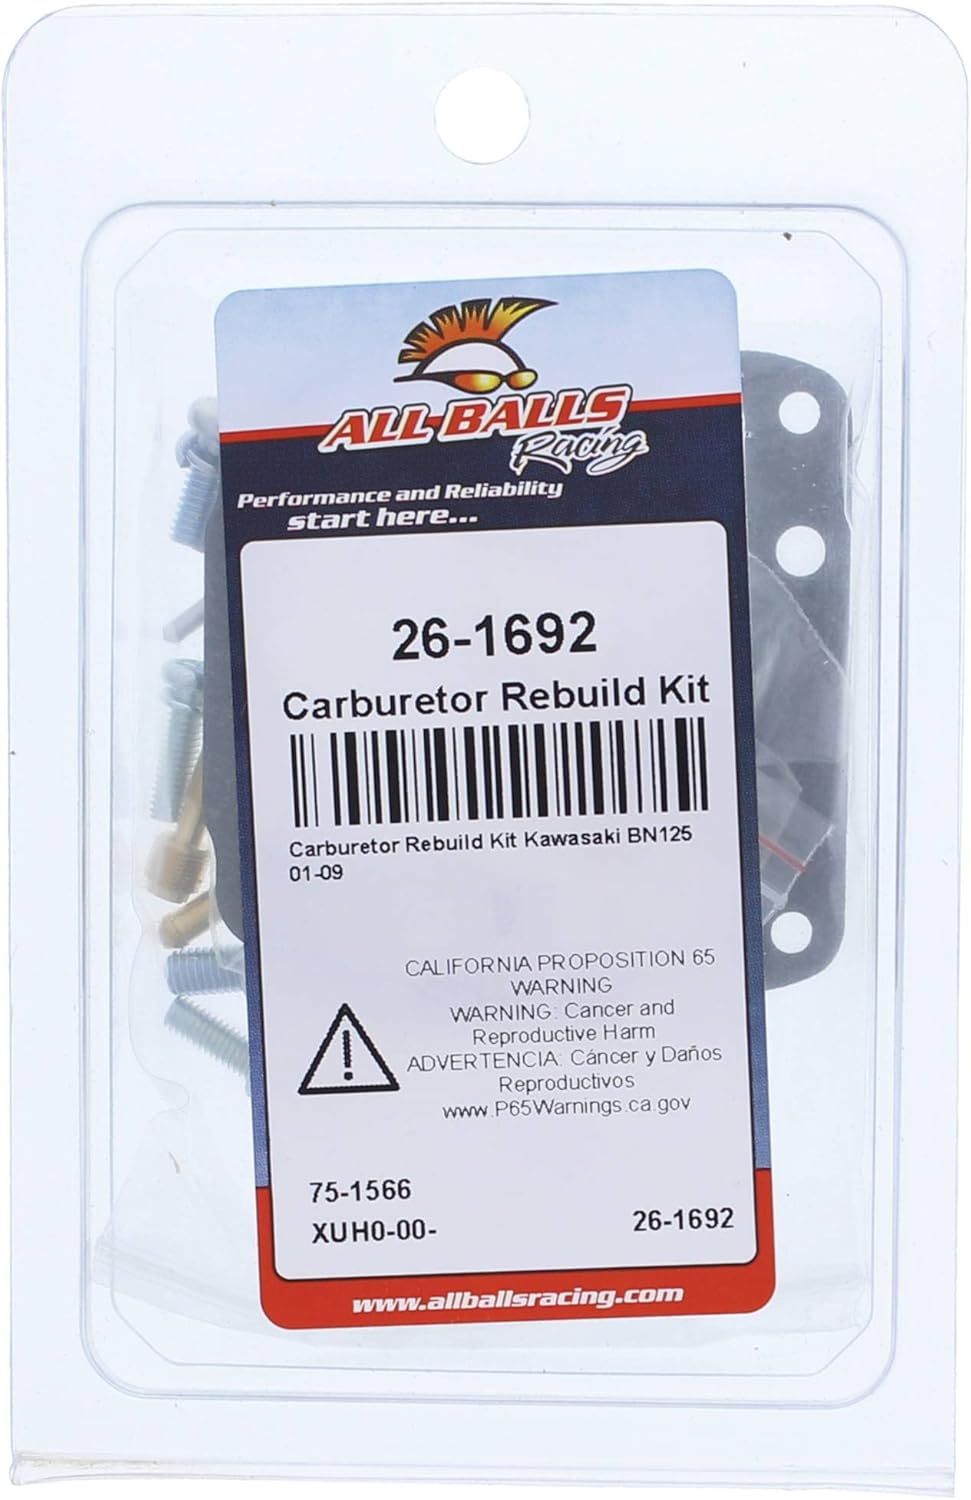 ALL BALLS
Racing
Performance and Reliability
start here...
26-1692
Carburetor Rebuild Kit
Carburetor Rebuild Kit Kawasaki BN125
01-09
CALIFORNIA PROPOSITION 65
WARNING
WARNING: Cancer and
Reproductive Harm
ADVERTENCIA: Cáncer y Daños
Reproductivos
www.P65Warnings.ca.gov
75-1566
XUH0-00-
26-1692
www.allballsracing.com